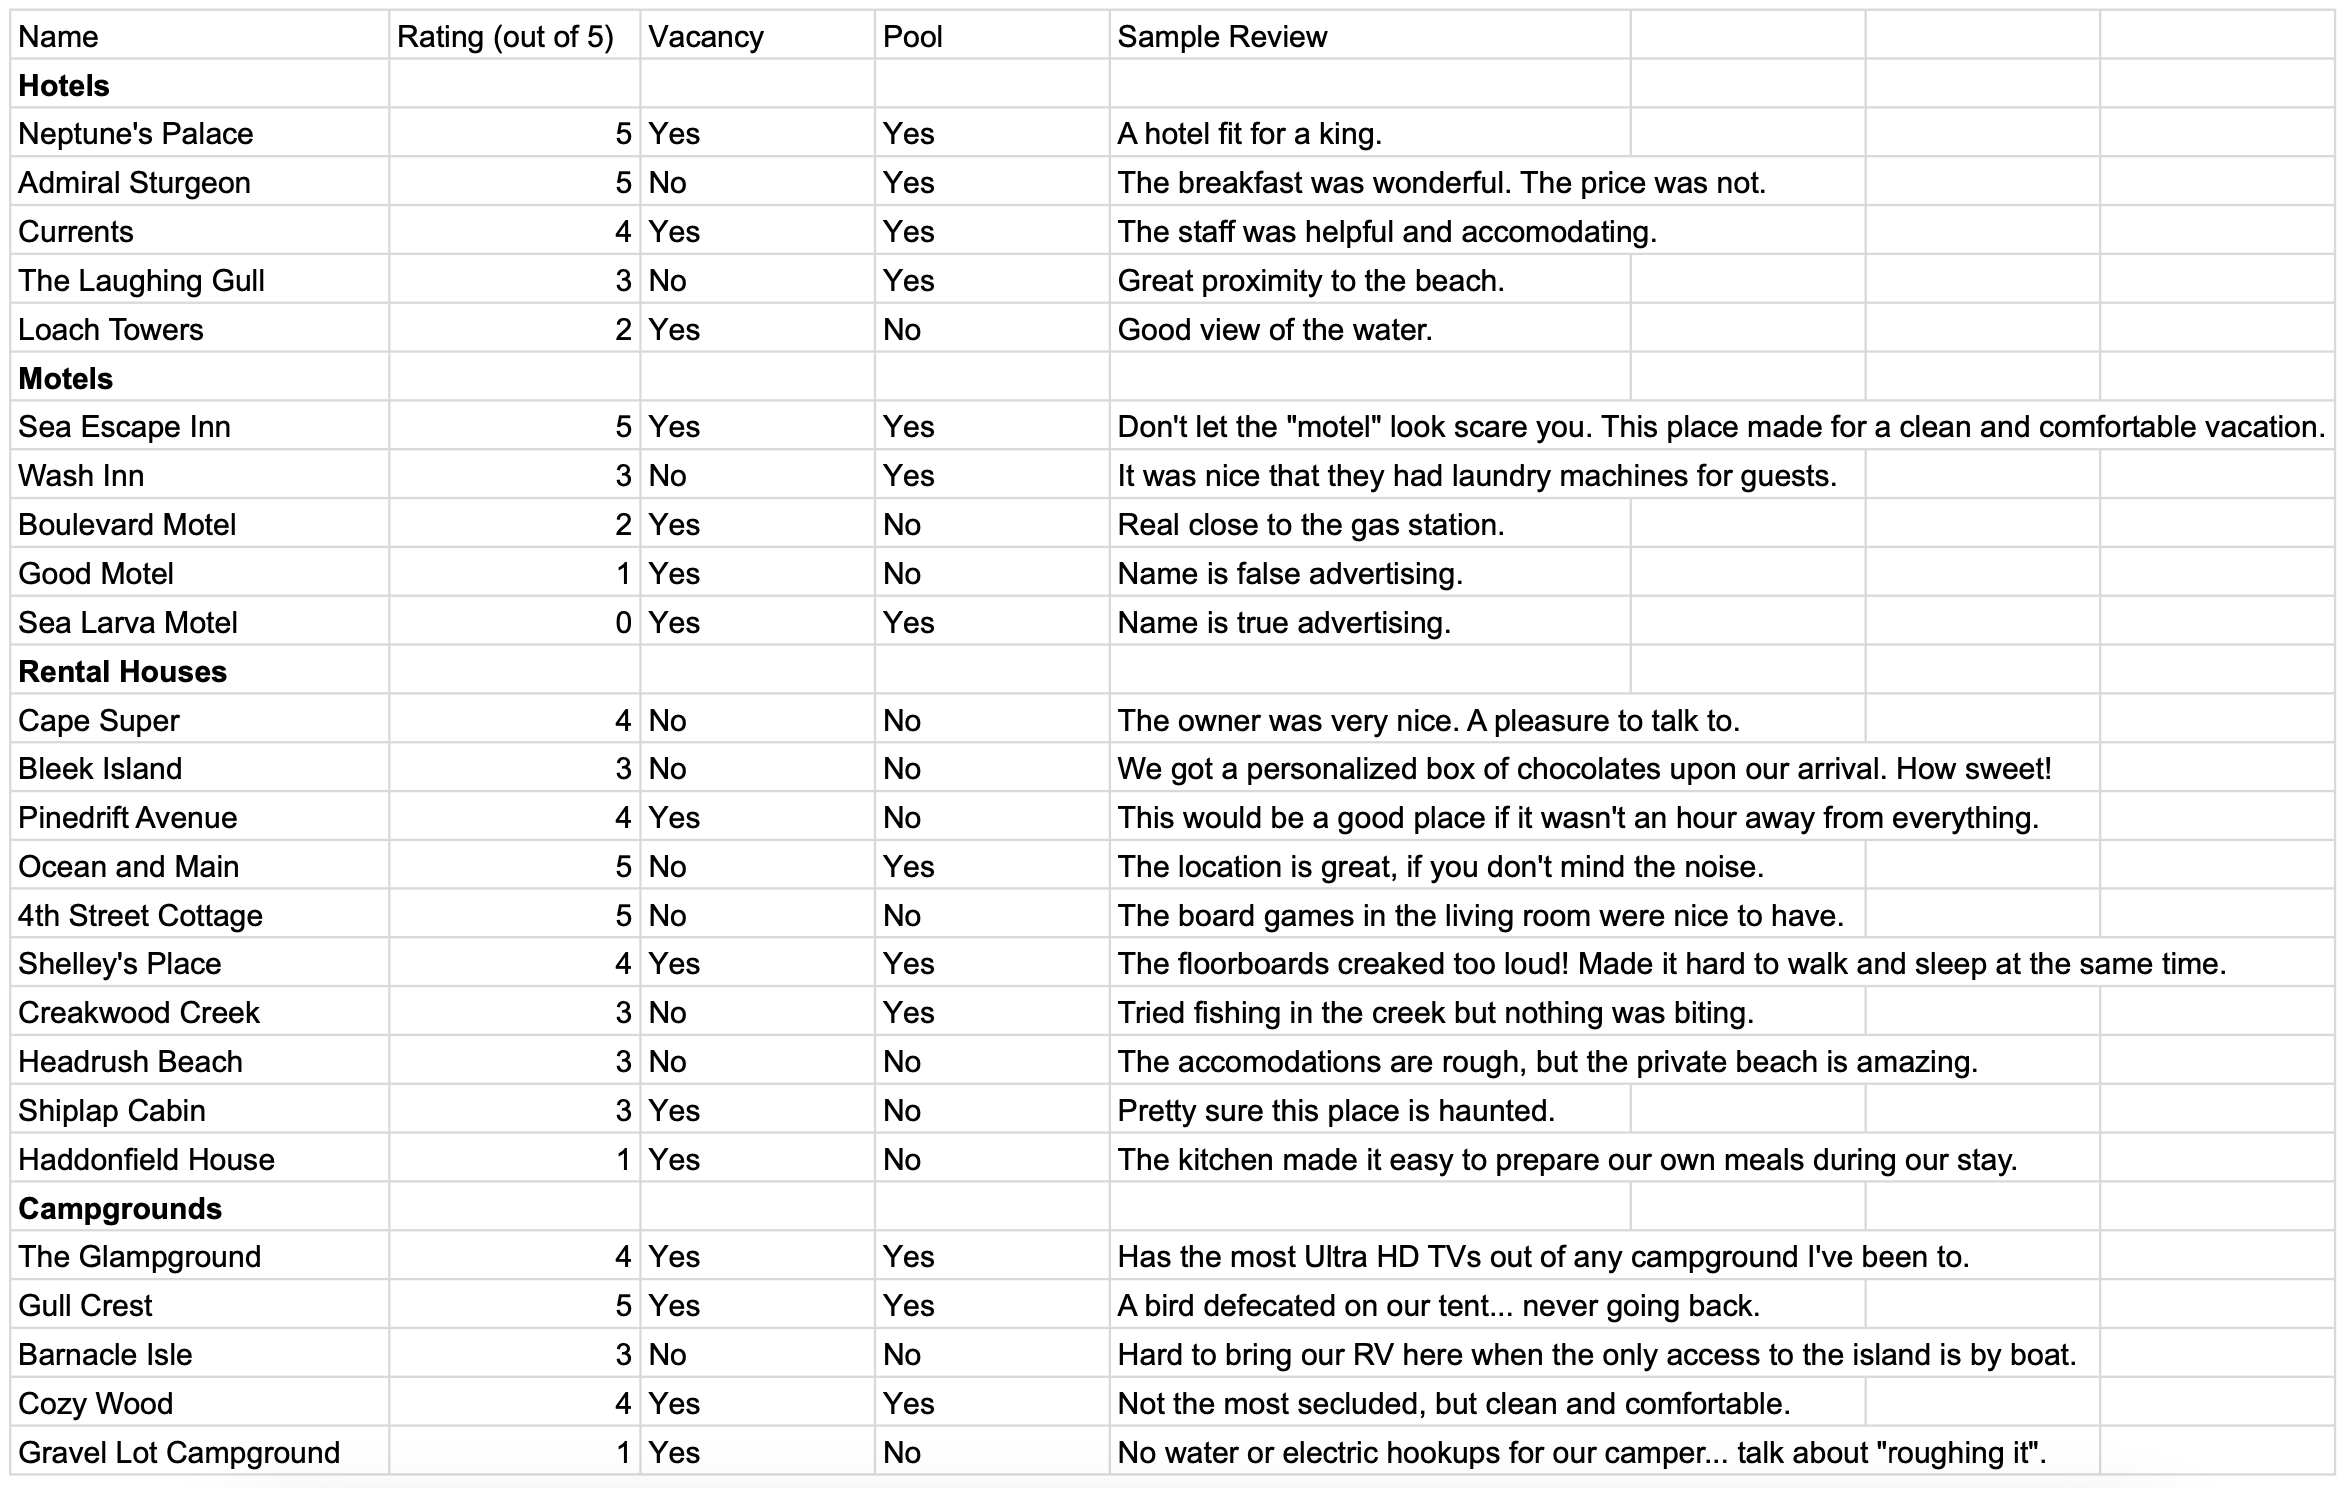 Name Rating (out of 5) Vacancy Pool Sample Review
Hotels
Neptune's Palace 5 Yes Yes A hotel fit for a king.
Admiral Sturgeon 5 No Yes The breakfast was wonderful. The price was not.
Currents 4 Yes Yes The staff was helpful and accomodating.
The Laughing Gull 3 No Yes Great proximity to the beach.
Loach Towers 2 Yes No Good view of the water.
Motels
Sea Escape Inn 5 Yes Yes Don't let the "motel" look scare you. This place made for a clean and comfortable vacation.
Wash Inn 3 No Yes It was nice that they had laundry machines for guests.
Boulevard Motel 2 Yes No Real close to the gas station.
Good Motel 1 Yes No Name is false advertising.
Sea Larva Motel 0 Yes Yes Name is true advertising.
Rental Houses
Cape Super 4 No No The owner was very nice. A pleasure to talk to.
Bleek Island 3 No No We got a personalized box of chocolates upon our arrival. How sweet!
Pinedrift Avenue 4 Yes No This would be a good place if it wasn't an hour away from everything.
Ocean and Main 5 No Yes The location is great, if you don't mind the noise.
4th Street Cottage 5 No No The board games in the living room were nice to have.
Shelley's Place 4 Yes Yes The floorboards creaked too loud! Made it hard to walk and sleep at the same time.
Creakwood Creek 3 No Yes Tried fishing in the creek but nothing was biting.
Headrush Beach 3 No No The accomodations are rough, but the private beach is amazing.
Shiplap Cabin 3 Yes No Pretty sure this place is haunted.
Haddonfield House 1 Yes No The kitchen made it easy to prepare our own meals during our stay.
Campgrounds
The Glampground 4 Yes Yes Has the most Ultra HD TVs out of any campground I've been to.
Gull Crest 5 Yes Yes A bird defecated on our tent... never going back.
Barnacle Isle 3 No No Hard to bring our RV here when the only access to the island is by boat.
Cozy Wood 4 Yes Yes Not the most secluded, but clean and comfortable.
Gravel Lot Campground 1 Yes No No water or electric hookups for our camper... talk about "roughing it".